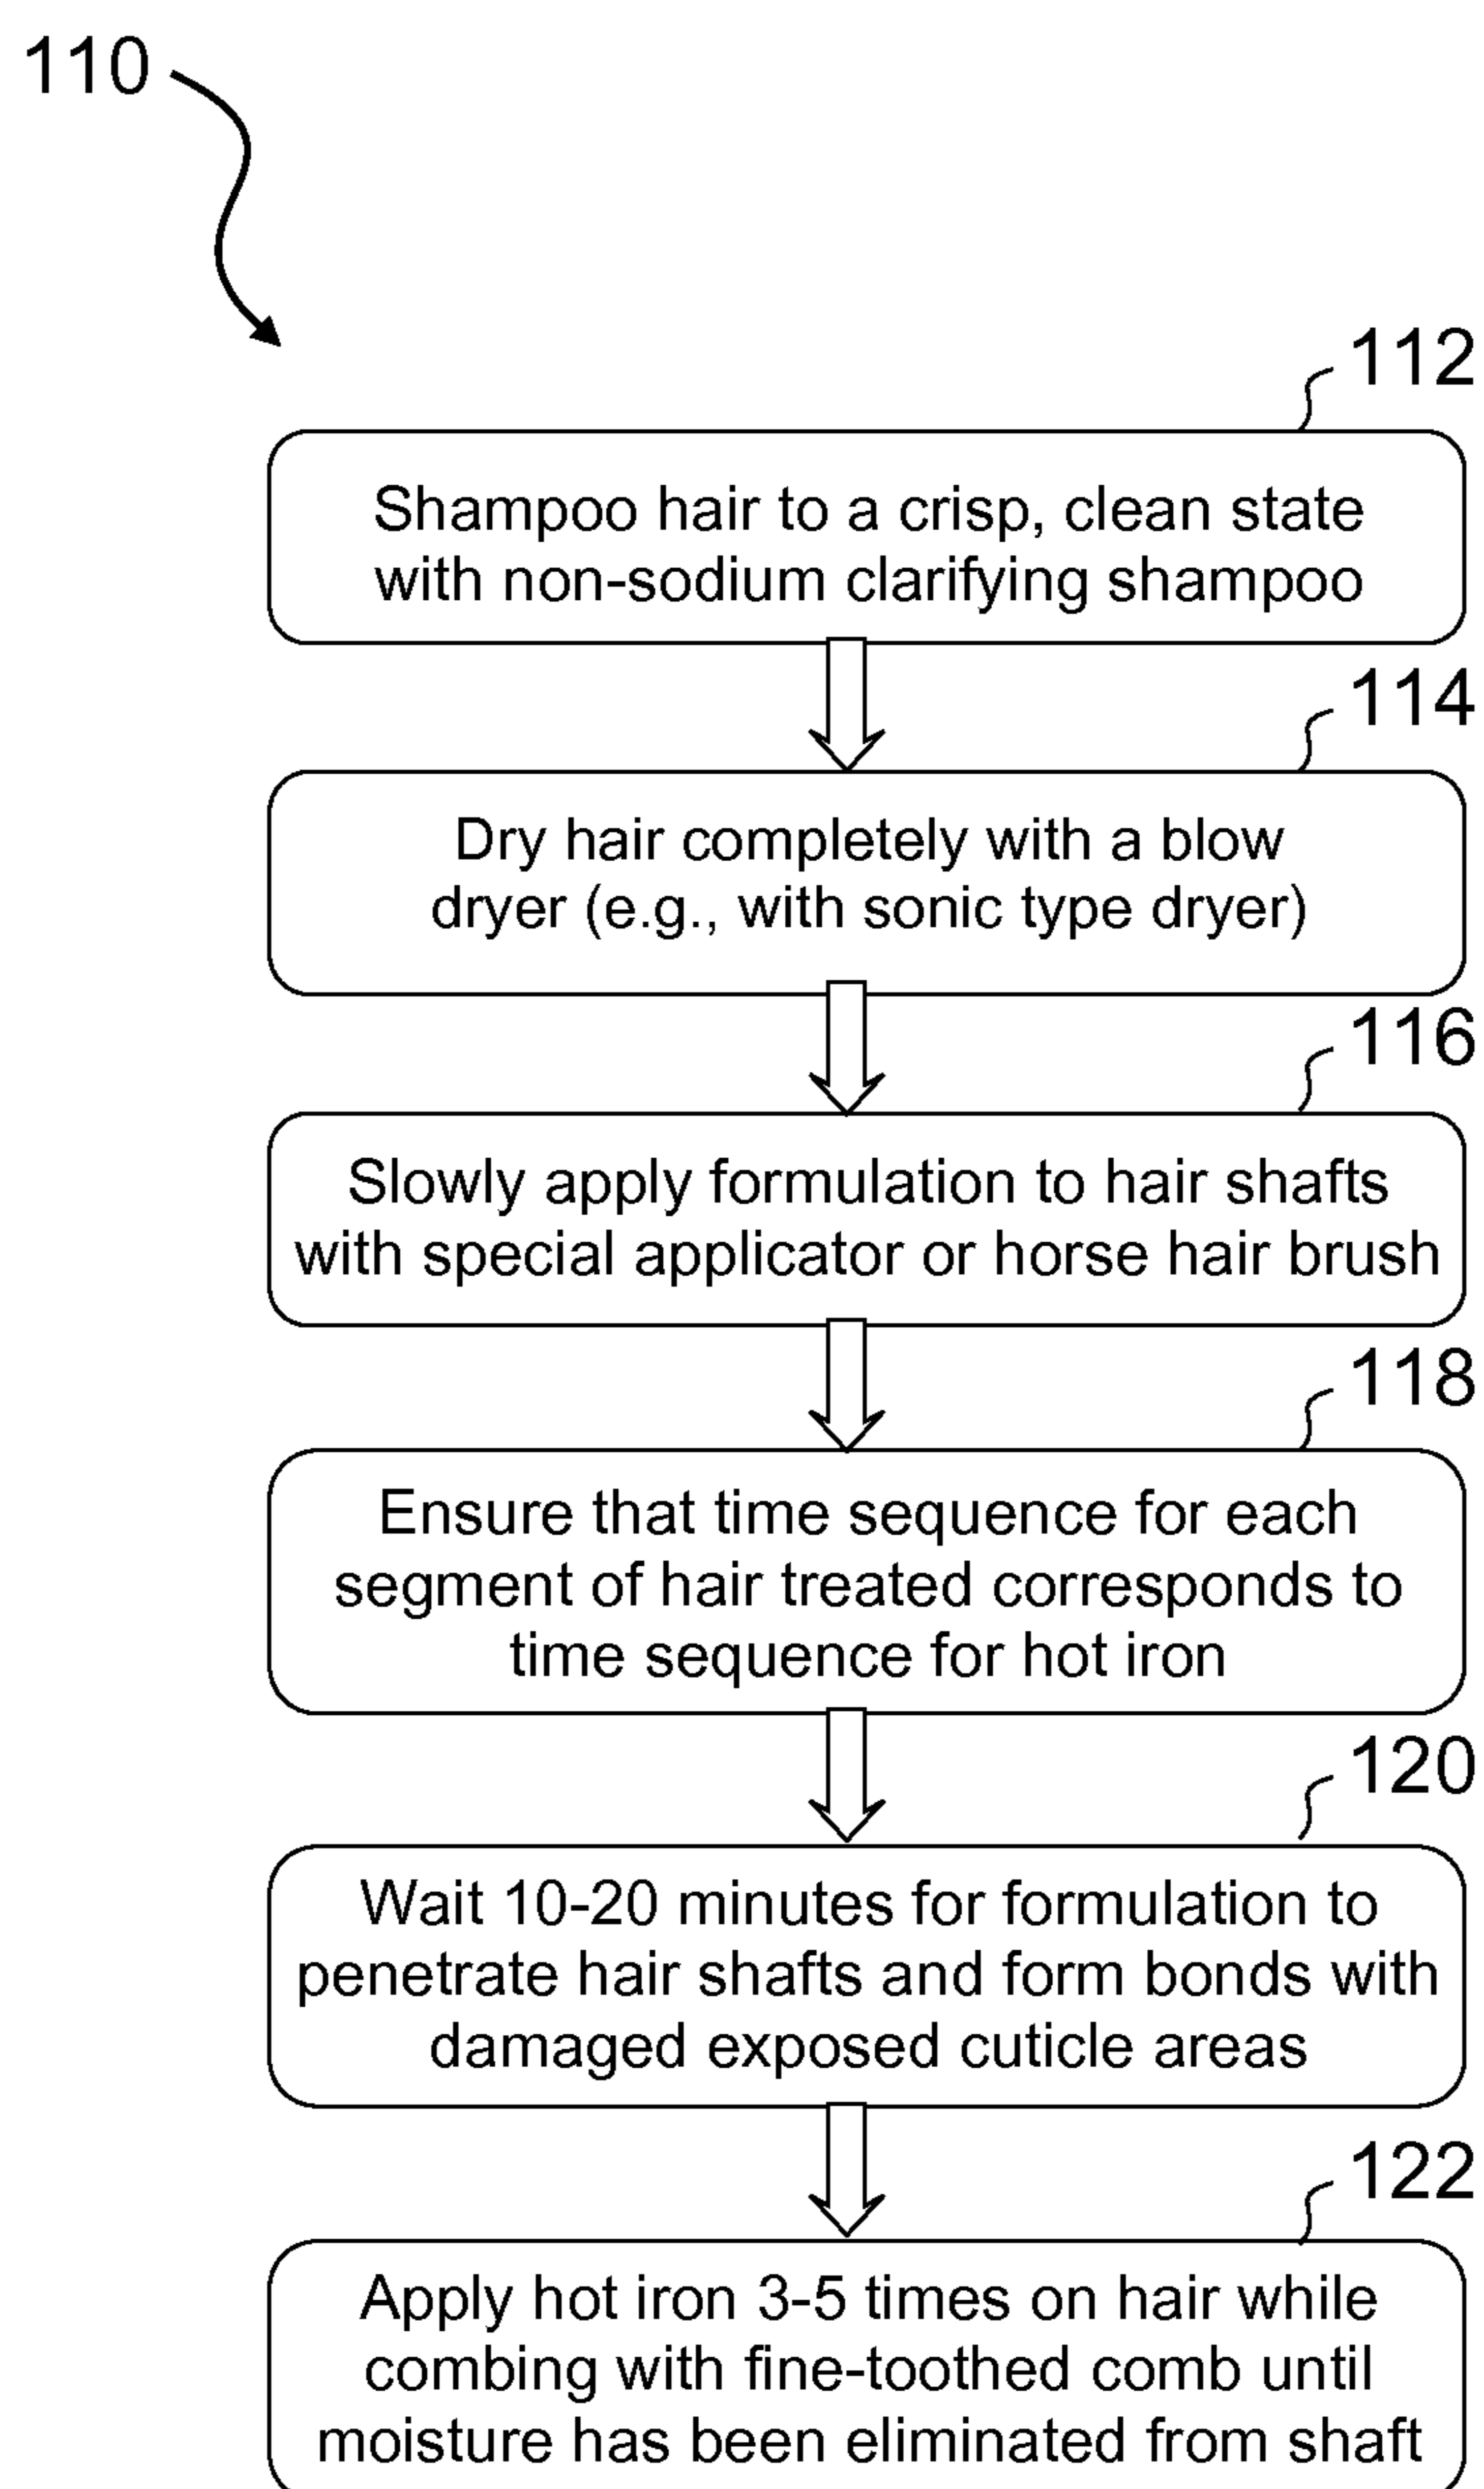 110
112
Shampoo hair to a crisp, clean state
with non-sodium clarifying shampoo
114
Dry hair completely with a blow
dryer (e.g., with sonic type dryer)
116
Slowly apply formulation to hair shafts
with special applicator or horse hair brush
118
Ensure that time sequence for each
segment of hair treated corresponds to
time sequence for hot iron
120
Wait 10-20 minutes for formulation to
penetrate hair shafts and form bonds with
damaged exposed cuticle areas
122
Apply hot iron 3-5 times on hair while
combing with fine-toothed comb until
moisture has been eliminated from shaft